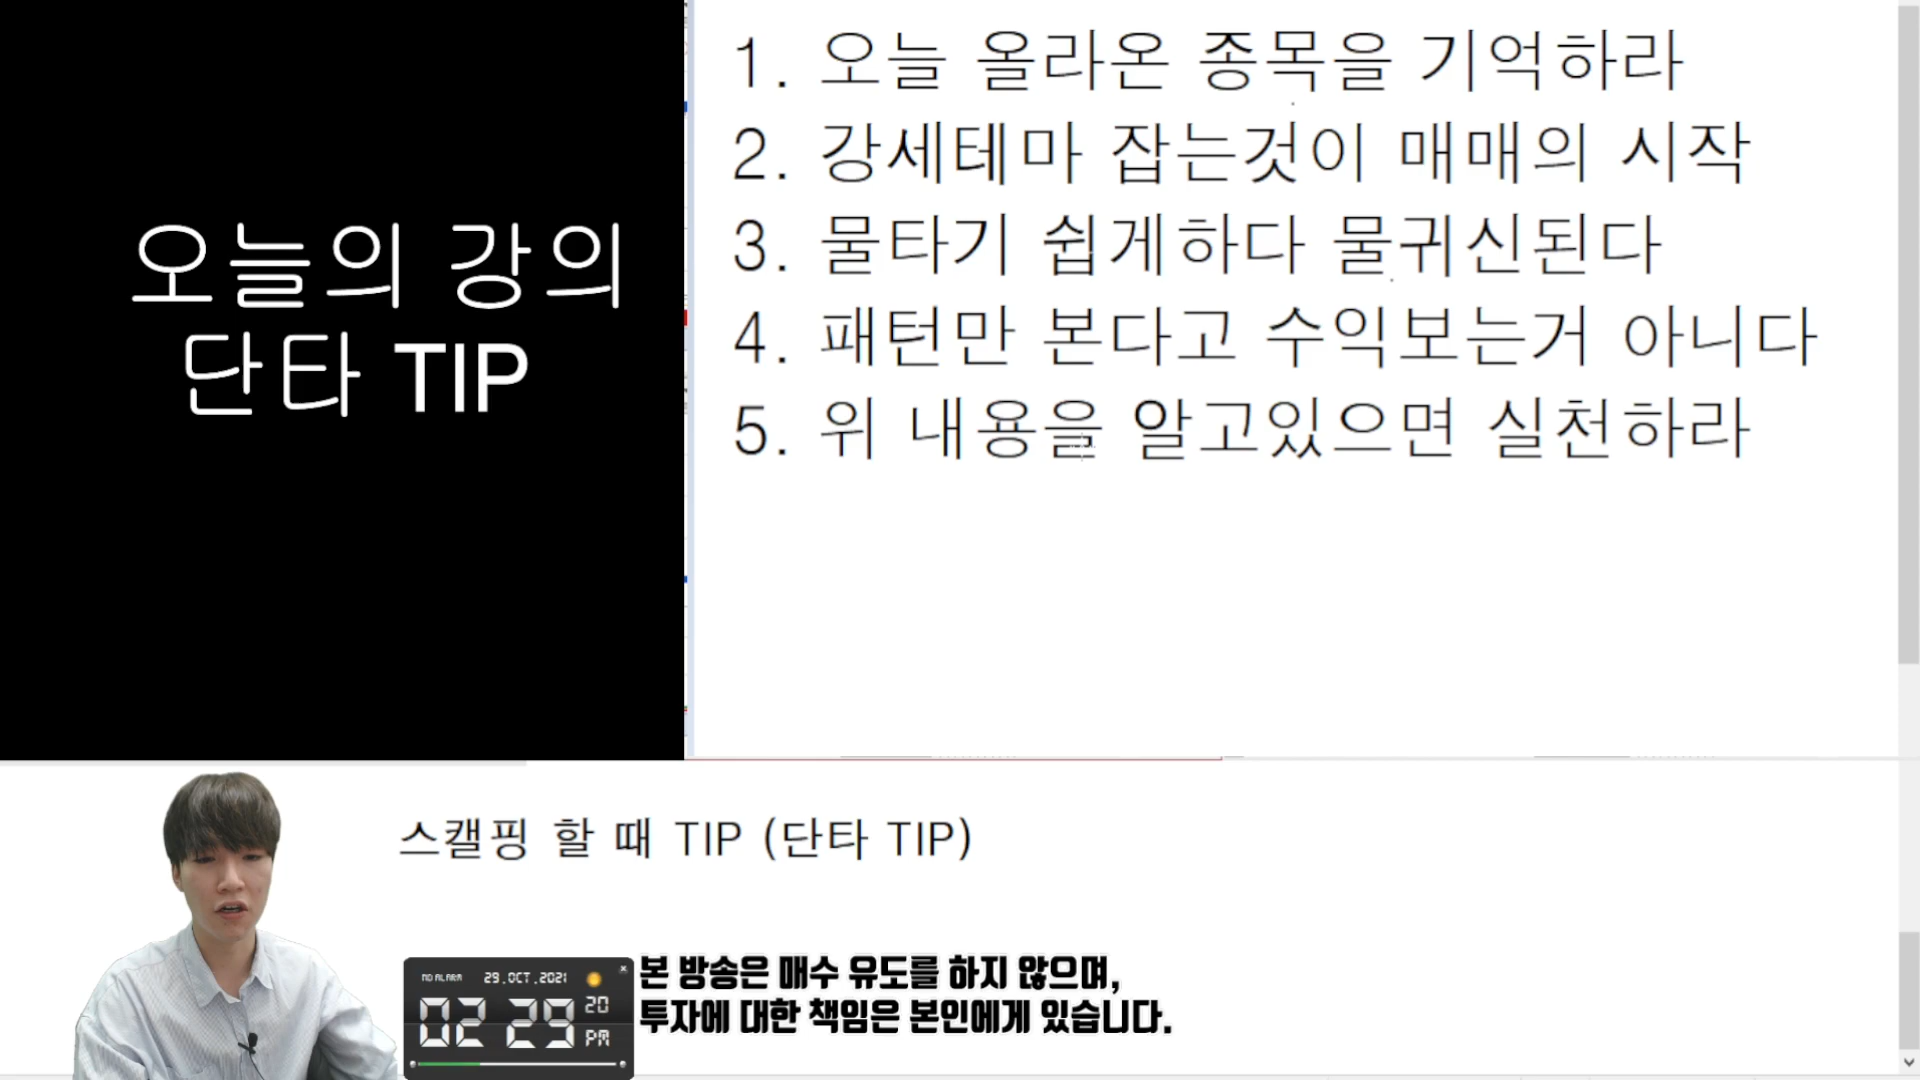 오늘의 강의
단타 TIP
1. 오늘 올라온 종목을 기억하라
2. 강세테마 잡는것이 매매의 시작
3. 물타기 쉽게하다 물귀신된다
4. 패턴만 본다고 수익보는거 아니다
5. 위 내용을 알고있으면 실천하라
스캘핑 할 때 TIP (단타 TIP)
NO ALARM 29.OCT.2021
02 29 20 PM
본 방송은 매수 유도를 하지 않으며,
투자에 대한 책임은 본인에게 있습니다.